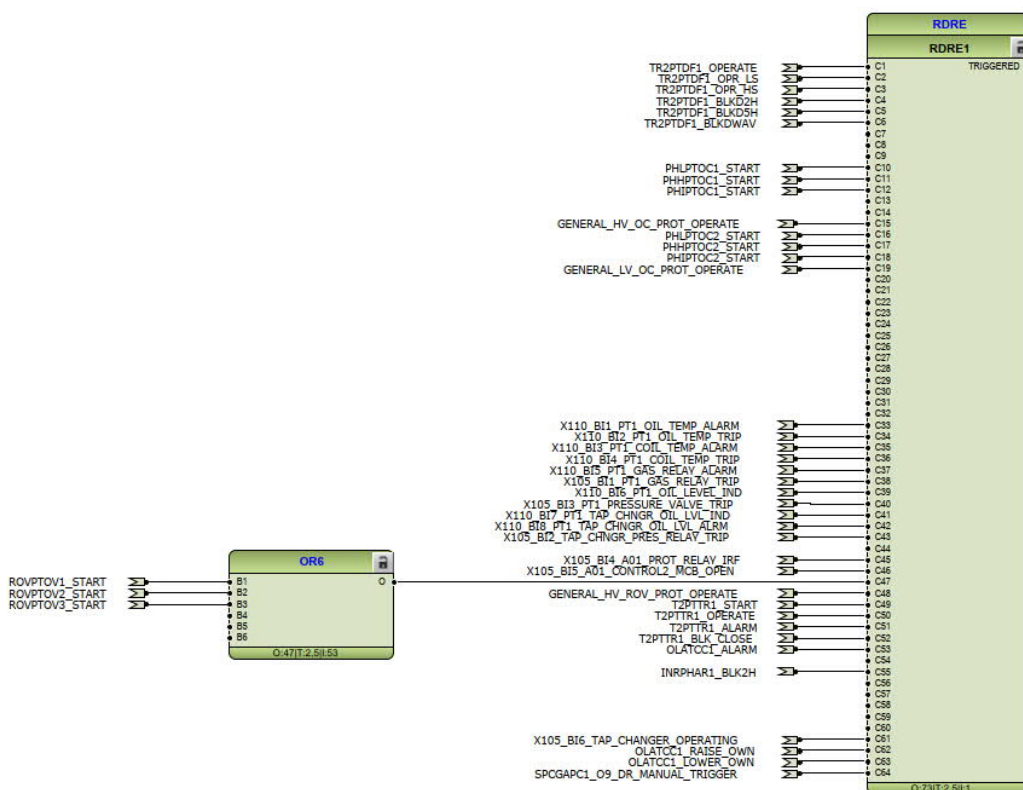 RDRE
RDRE1
TRIGGERED
TR2PTDF1_OPERATE C1
TR2PTDF1_OPR_LS C2
TR2PTDF1_OPR_HS C3
TR2PTDF1_BLKD2H C4
TR2PTDF1_BLKD5H C5
TR2PTDF1_BLKDWAV C6
C7
C8
C9
PHLPTOC1_START C10
PHHPTOC1_START C11
PHIPTOC1_START C12
C13
C14
GENERAL_HV_OC_PROT_OPERATE C15
PHLPTOC2_START C16
PHHPTOC2_START C17
PHIPTOC2_START C18
GENERAL_LV_OC_PROT_OPERATE C19
C20
C21
C22
C23
C24
C25
C26
C27
C28
C29
C30
C31
C32
X110_BI1_PT1_OIL_TEMP_ALARM C33
X110_BI2_PT1_OIL_TEMP_TRIP C34
X110_BI3_PT1_COIL_TEMP_ALARM C35
X110_BI4_PT1_COIL_TEMP_TRIP C36
X110_BI5_PT1_GAS_RELAY_ALARM C37
X105_BI1_PT1_GAS_RELAY_TRIP C38
X110_BI6_PT1_OIL_LEVEL_IND C39
X105_BI3_PT1_PRESSURE_VALVE_TRIP C40
X110_BI7_PT1_TAP_CHNGR_OIL_LVL_IND C41
X110_BI8_PT1_TAP_CHNGR_OIL_LVL_ALRM C42
X105_BI2_TAP_CHNGR_PRES_RELAY_TRIP C43
C44
X105_BI4_A01_PROT_RELAY_IRF C45
X105_BI5_A01_CONTROL2_MCB_OPEN C46
OR6
ROVPTOV1_START B1 O C47
ROVPTOV2_START B2
ROVPTOV3_START B3
B4
B5
B6
O:47|T:2.5|I:53
GENERAL_HV_ROV_PROT_OPERATE C48
T2PTTR1_START C49
T2PTTR1_OPERATE C50
T2PTTR1_ALARM C51
T2PTTR1_BLK_CLOSE C52
OLATCC1_ALARM C53
C54
INRPHAR1_BLK2H C55
C56
C57
C58
C59
C60
X105_BI6_TAP_CHANGER_OPERATING C61
OLATCC1_RAISE_OWN C62
OLATCC1_LOWER_OWN C63
SPCGAPC1_O9_DR_MANUAL_TRIGGER C64
O:73|T:2.5|I:1